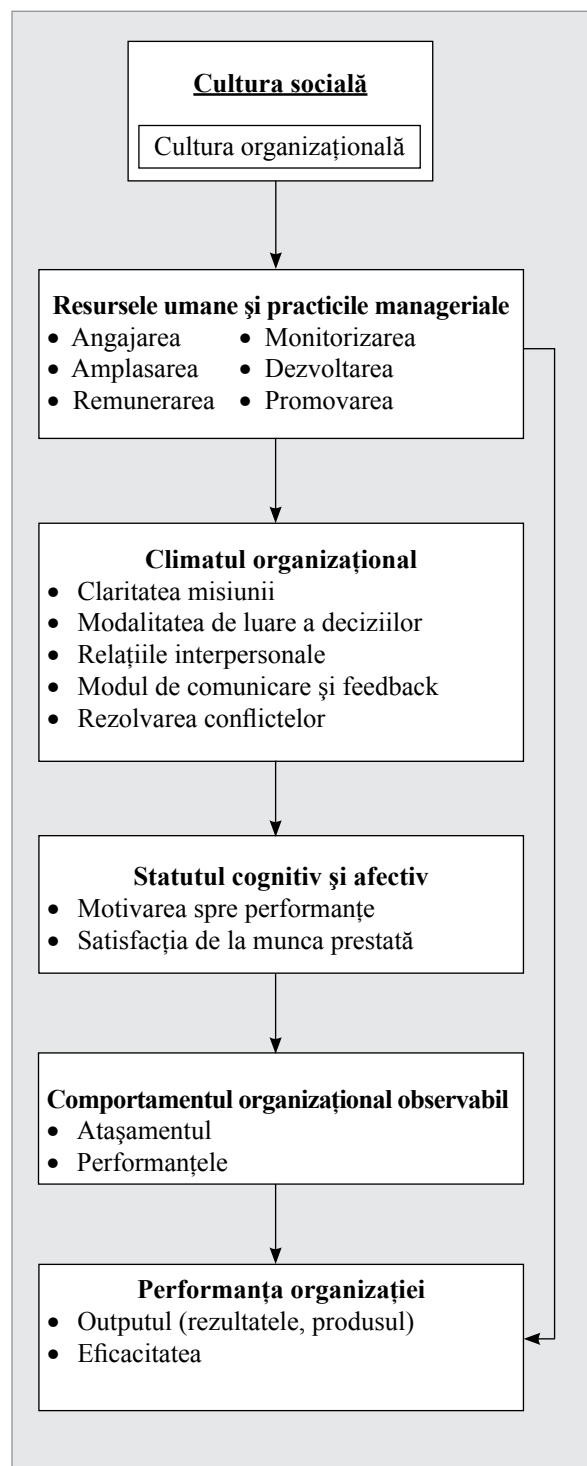 Cultura socială
Cultura organizațională
Resursele umane şi practicile manageriale
• Angajarea • Monitorizarea
• Amplasarea • Dezvoltarea
• Remunerarea • Promovarea
Climatul organizațional
• Claritatea misiunii
• Modalitatea de luare a deciziilor
• Relațiile interpersonale
• Modul de comunicare şi feedback
• Rezolvarea conflictelor
Statutul cognitiv şi afectiv
• Motivarea spre performanțe
• Satisfacția de la munca prestată
Comportamentul organizațional observabil
• Ataşamentul
• Performanțele
Performanța organizației
• Outputul (rezultatele, produsul)
• Eficacitatea